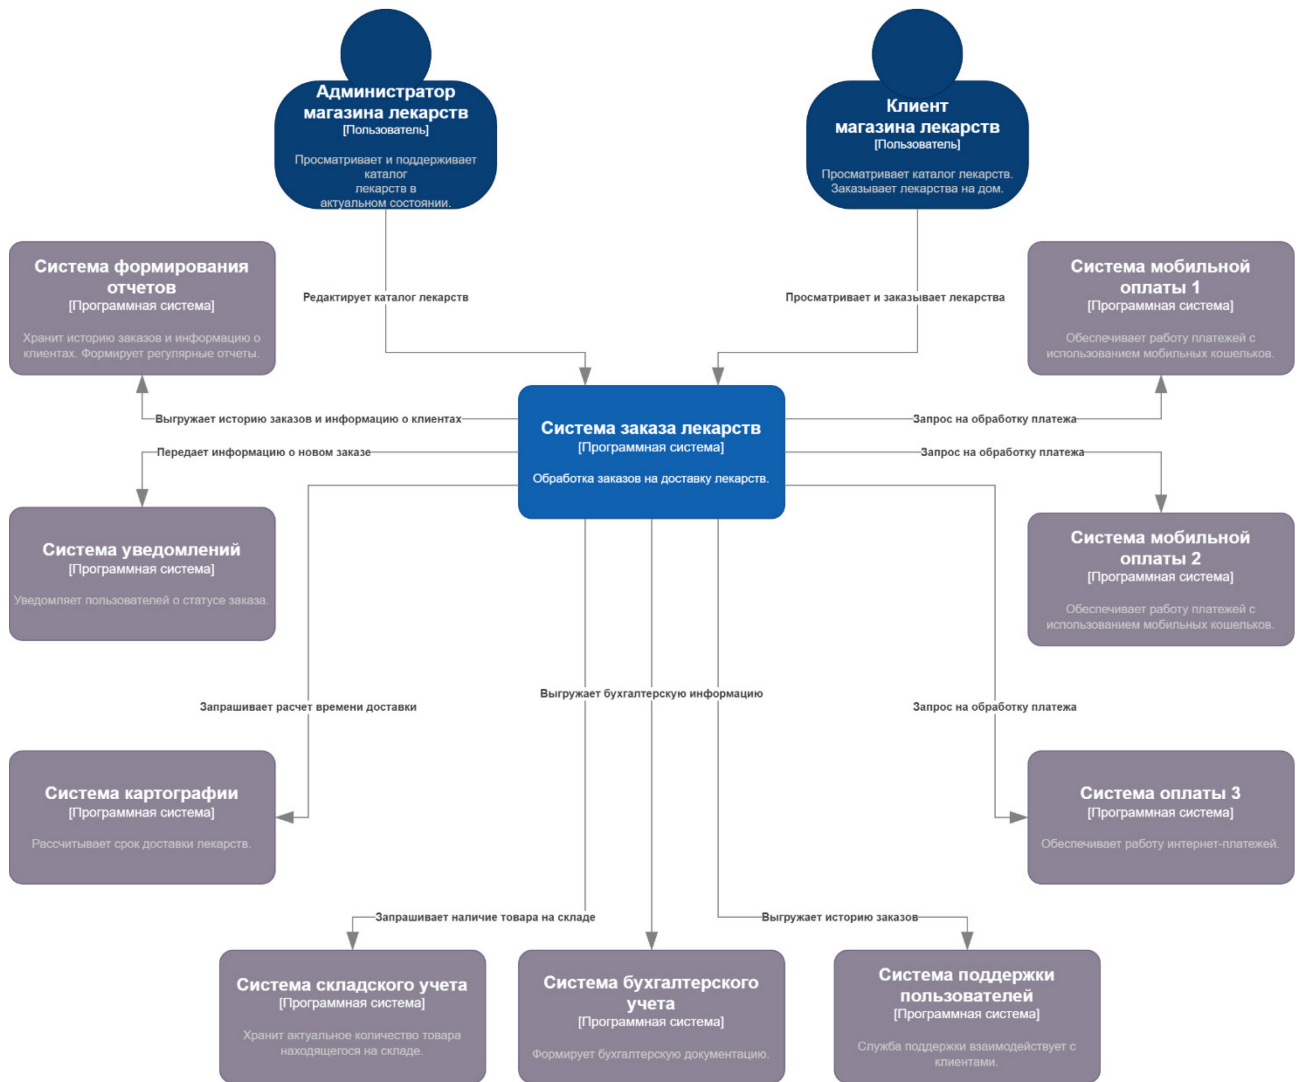 Администратор
магазина лекарств
[Пользователь]
Просматривает и поддерживает
каталог
лекарств в
актуальном состоянии.
Клиент
магазина лекарств
[Пользователь]
Просматривает каталог лекарств.
Заказывает лекарства на дом.
Редактирует каталог лекарств
Просматривает и заказывает лекарства
Система формирования
отчетов
[Программная система]
Хранит историю заказов и информацию о
клиентах. Формирует регулярные отчеты.
Система мобильной
оплаты 1
[Программная система]
Обеспечивает работу платежей с
использованием мобильных кошельков.
Выгружает историю заказов и информацию о клиентах
Передает информацию о новом заказе
Система заказа лекарств
[Программная система]
Обработка заказов на доставку лекарств.
Запрос на обработку платежа
Запрос на обработку платежа
Система уведомлений
[Программная система]
Уведомляет пользователей о статусе заказа.
Система мобильной
оплаты 2
[Программная система]
Обеспечивает работу платежей с
использованием мобильных кошельков.
Запрашивает расчет времени доставки
Выгружает бухгалтерскую информацию
Запрос на обработку платежа
Система картографии
[Программная система]
Рассчитывает срок доставки лекарств.
Система оплаты 3
[Программная система]
Обеспечивает работу интернет-платежей.
Запрашивает наличие товара на складе
Выгружает историю заказов
Система складского учета
[Программная система]
Хранит актуальное количество товара
находящегося на складе.
Система бухгалтерского
учета
[Программная система]
Формирует бухгалтерскую документацию.
Система поддержки
пользователей
[Программная система]
Служба поддержки взаимодействует с
клиентами.